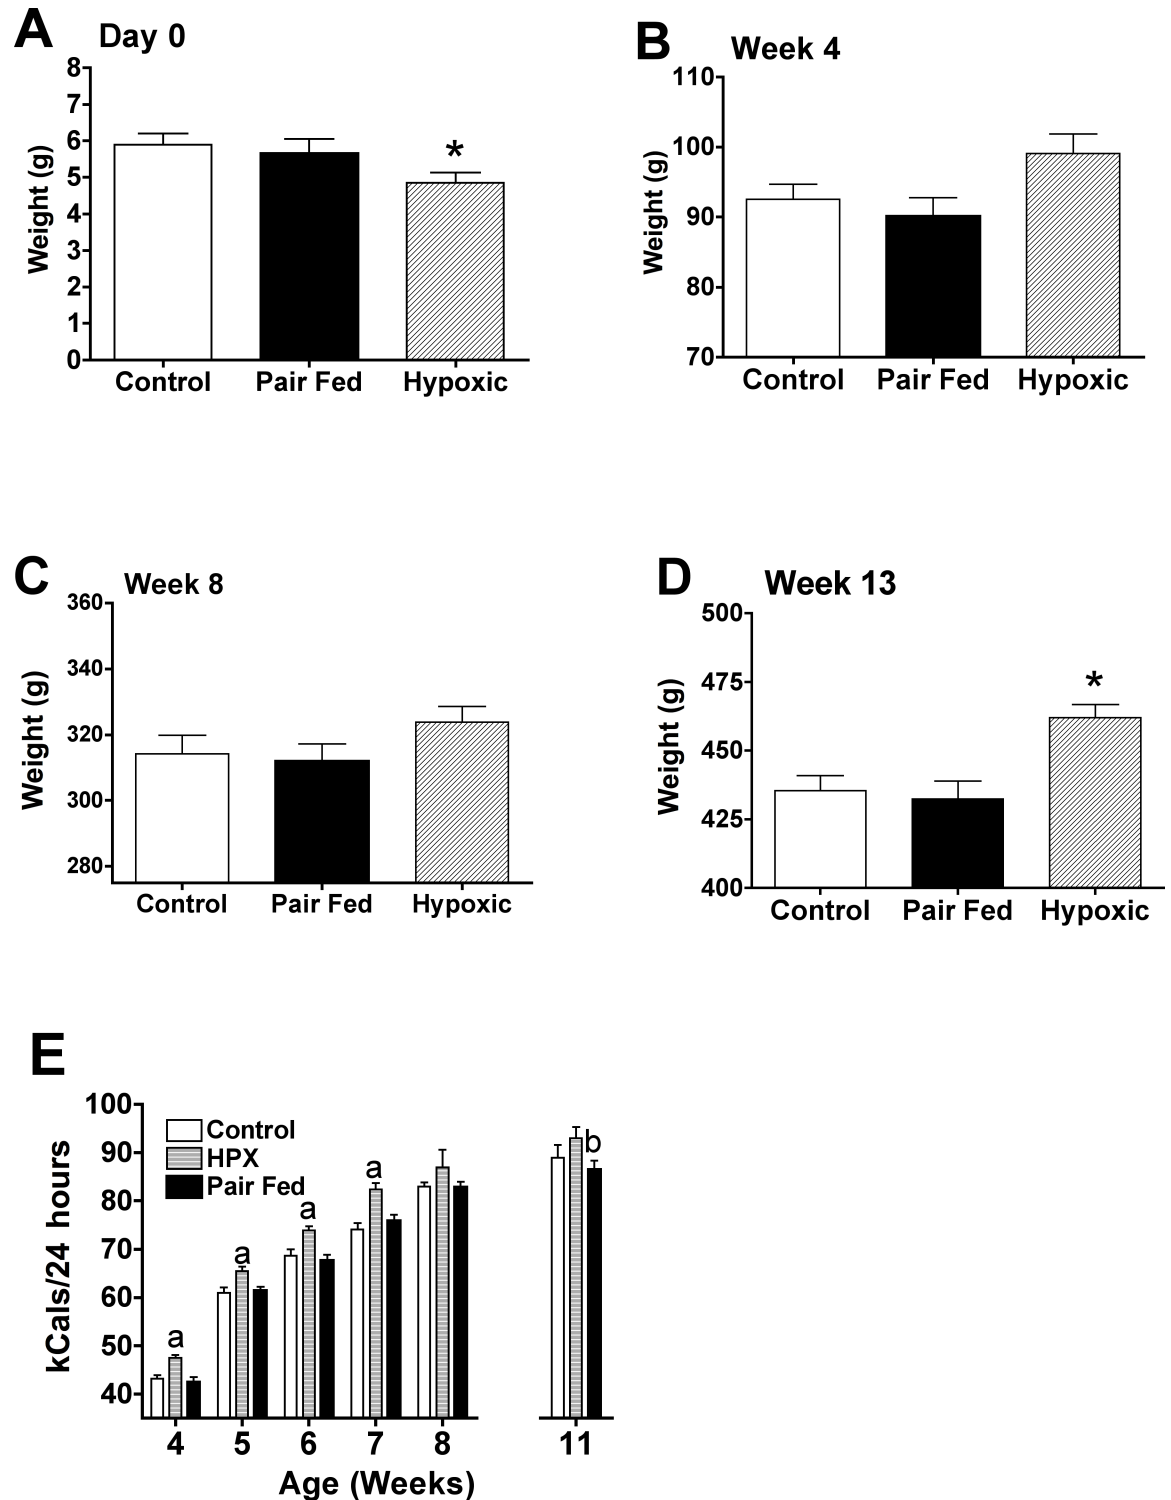 A Day 0
8
7
6
5
4
3
2
1
0
Weight (g)
*
Control Pair Fed Hypoxic
B Week 4
110
100
90
80
70
Weight (g)
Control Pair Fed Hypoxic
C Week 8
360
340
320
300
280
Weight (g)
Control Pair Fed Hypoxic
D Week 13
500
475
450
425
400
Weight (g)
*
Control Pair Fed Hypoxic
E
100
90
80
70
60
50
40
kCals/24 hours
Control
HPX
Pair Fed
a
a
a
a
b
4 5 6 7 8 11
Age (Weeks)